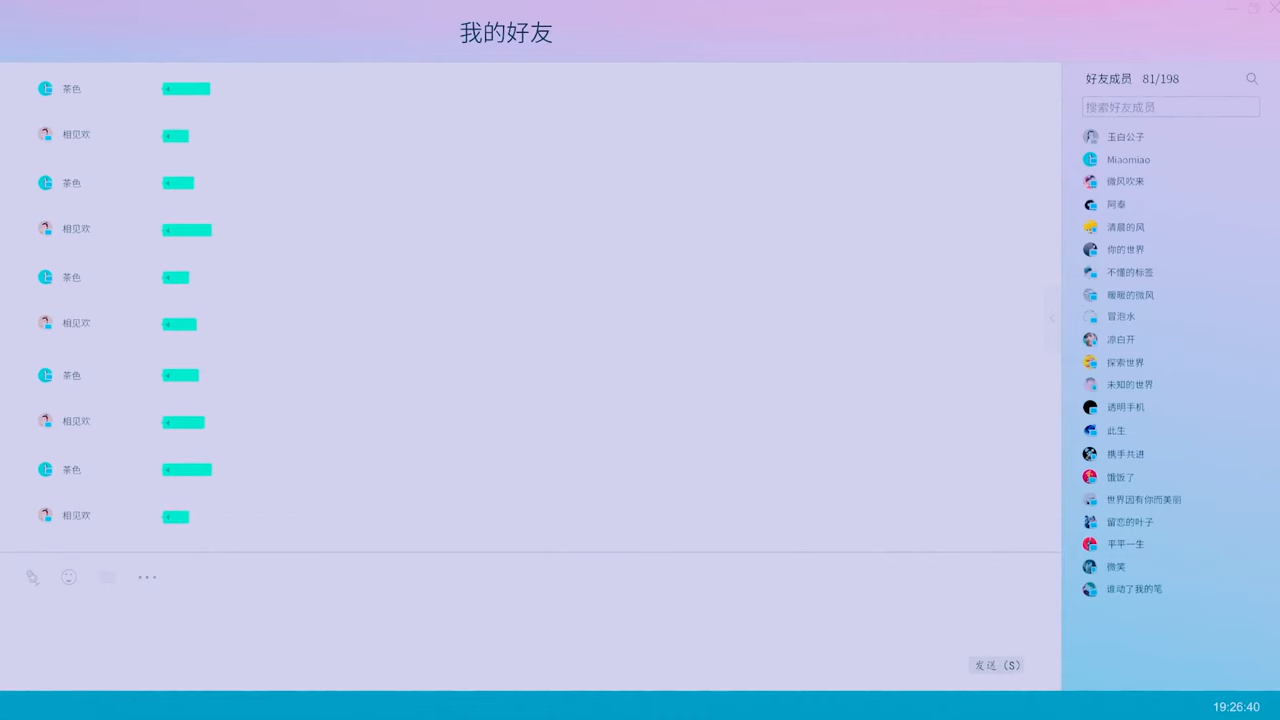 我的好友
茶色
相见欢
茶色
相见欢
茶色
相见欢
茶色
相见欢
茶色
相见欢
发送（S）
好友成员 81/198
搜索好友成员
玉白公子
Miaomiao
微风吹来
阿泰
清晨的风
你的世界
不懂的标签
暖暖的微风
冒泡水
凉白开
探索世界
未知的世界
透明手机
此生
携手共进
饿饭了
世界因有你而美丽
留恋的叶子
平平一生
微笑
谁动了我的笔
19:26:40